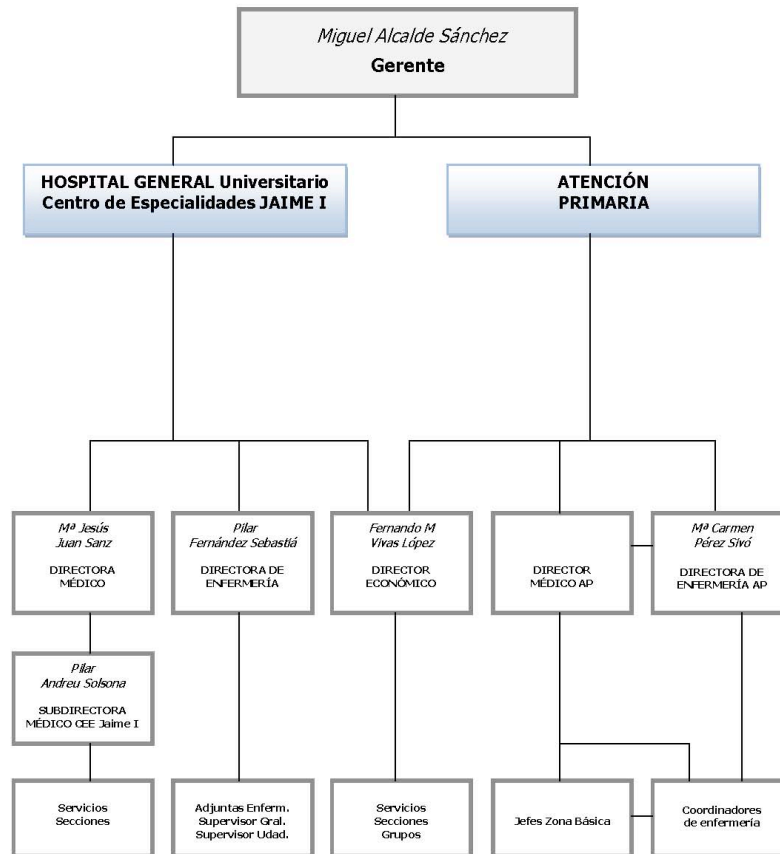 Miguel Alcalde Sánchez
Gerente
HOSPITAL GENERAL Universitario
Centro de Especialidades JAIME I
ATENCIÓN
PRIMARIA
Mª Jesús
Juan Sanz
DIRECTORA
MÉDICO
Pilar
Fernández Sebastiá
DIRECTORA DE
ENFERMERÍA
Fernando M
Vivas López
DIRECTOR
ECONÓMICO
DIRECTOR
MÉDICO AP
Mª Carmen
Pérez Sivó
DIRECTORA DE
ENFERMERÍA AP
Pilar
Andreu Solsona
SUBDIRECTORA
MÉDICO CEE Jaime I
Servicios
Secciones
Adjuntas Enferm.
Supervisor Gral.
Supervisor Udad.
Servicios
Secciones
Grupos
Jefes Zona Básica
Coordinadores
de enfermería